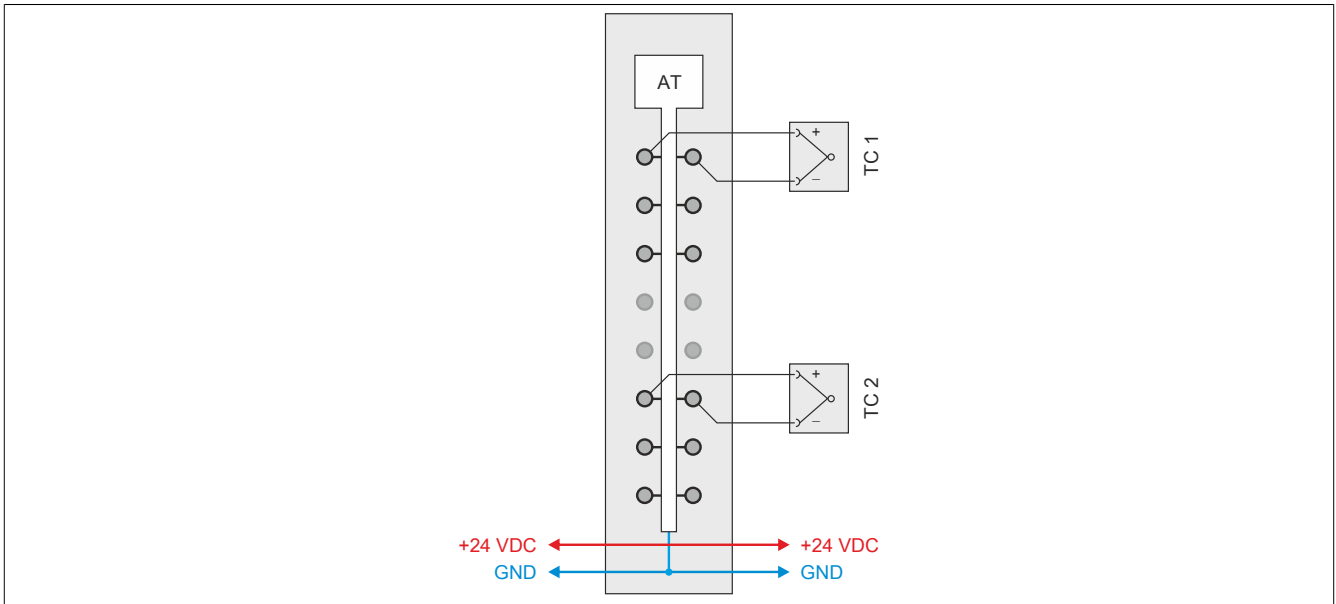 AT
+
−
TC 1
+
−
TC 2
+24 VDC
+24 VDC
GND
GND